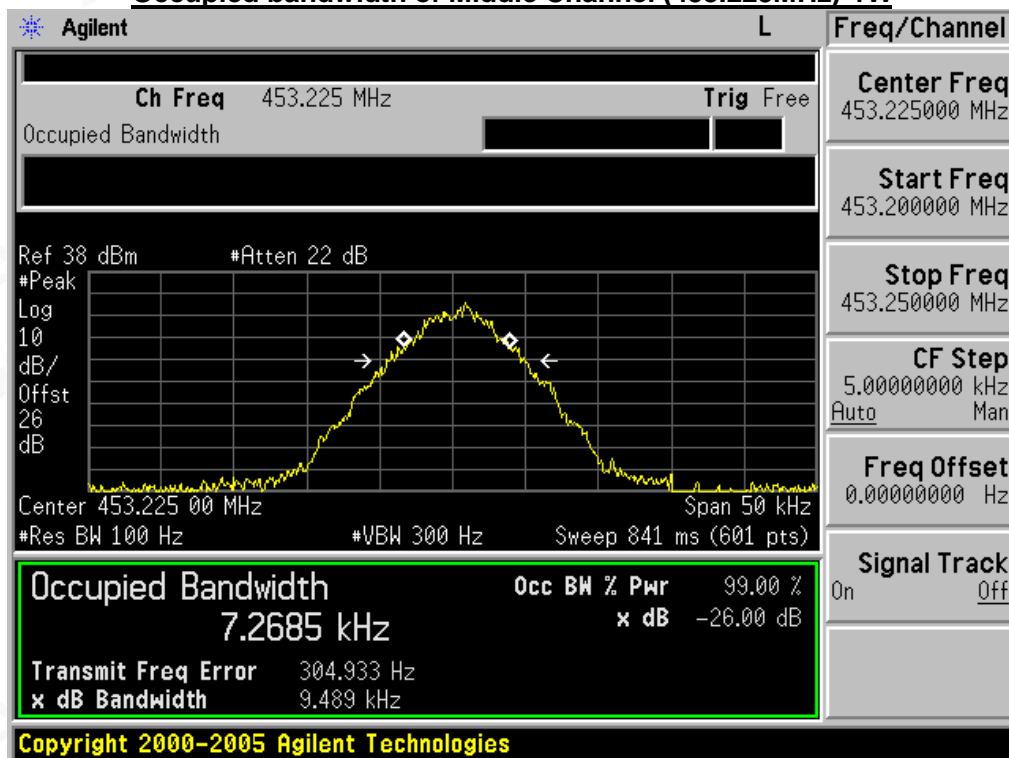 Agilent L
Ch Freq 453.225 MHz Trig Free
Occupied Bandwidth
Ref 38 dBm #Atten 22 dB
#Peak
Log
10
dB/
Offst
26
dB
Center 453.225 00 MHz Span 50 kHz
#Res BW 100 Hz #VBW 300 Hz Sweep 841 ms (601 pts)
Occupied Bandwidth Occ BW % Pwr 99.00 %
7.2685 kHz x dB -26.00 dB
Transmit Freq Error 304.933 Hz
x dB Bandwidth 9.489 kHz
Copyright 2000-2005 Agilent Technologies
Freq/Channel
Center Freq
453.225000 MHz
Start Freq
453.200000 MHz
Stop Freq
453.250000 MHz
CF Step
5.00000000 kHz
Auto Man
Freq Offset
0.00000000 Hz
Signal Track
On Off